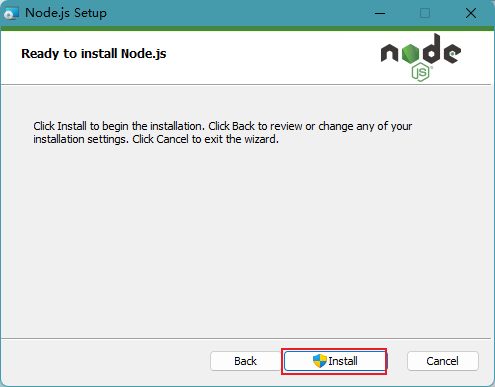 Node.js Setup
Ready to install Node.js
node
JS
Click Install to begin the installation. Click Back to review or change any of your
installation settings. Click Cancel to exit the wizard.
Back
Install
Cancel